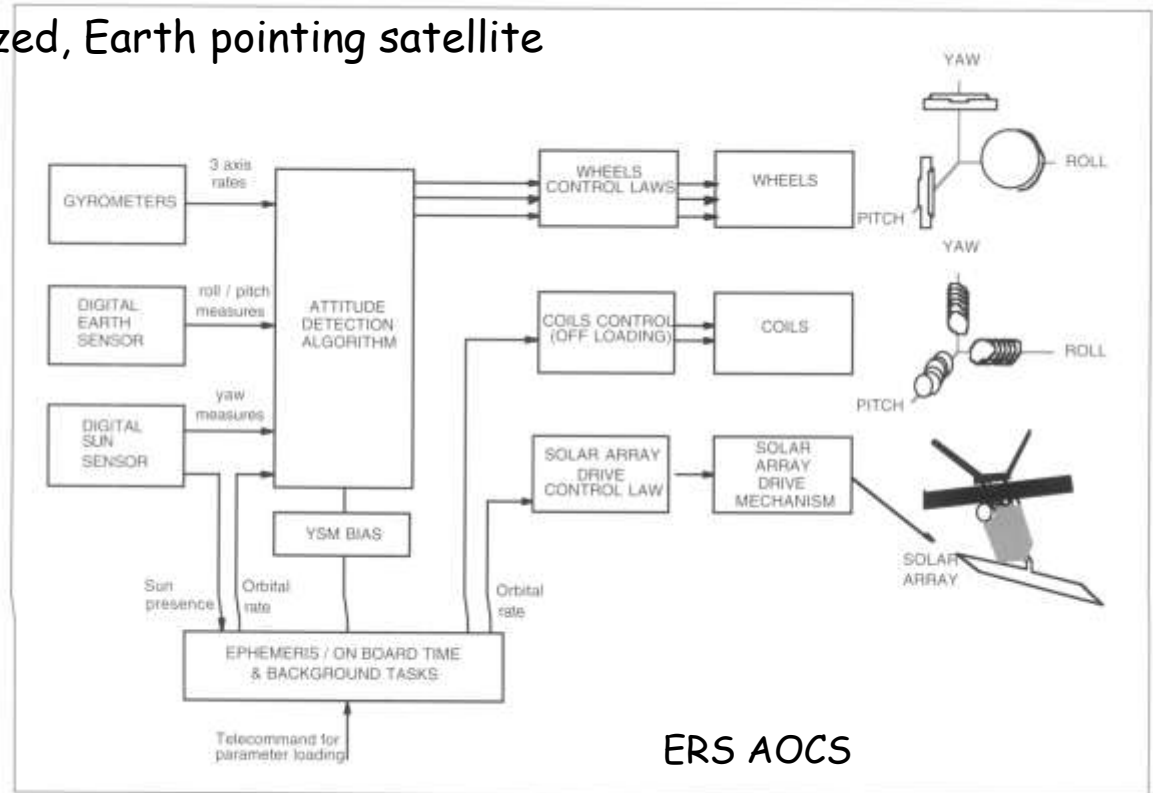 zed, Earth pointing satellite
YAW
ROLL
PITCH
3 axis
rates
GYROMETERS
WHEELS
CONTROL LAWS
WHEELS
roll / pitch
measures
DIGITAL
EARTH
SENSOR
ATTITUDE
DETECTION
ALGORITHM
COILS CONTROL
(OFF LOADING)
COILS
YAW
ROLL
PITCH
yaw
measures
DIGITAL
SUN
SENSOR
SOLAR ARRAY
DRIVE
CONTROL LAW
SOLAR
ARRAY
DRIVE
MECHANISM
SOLAR
ARRAY
YSM BIAS
Sun
presence
Orbital
rate
Orbital
rate
EPHEMERIS / ON BOARD TIME
& BACKGROUND TASKS
Telecommand for
parameter loading
ERS AOCS